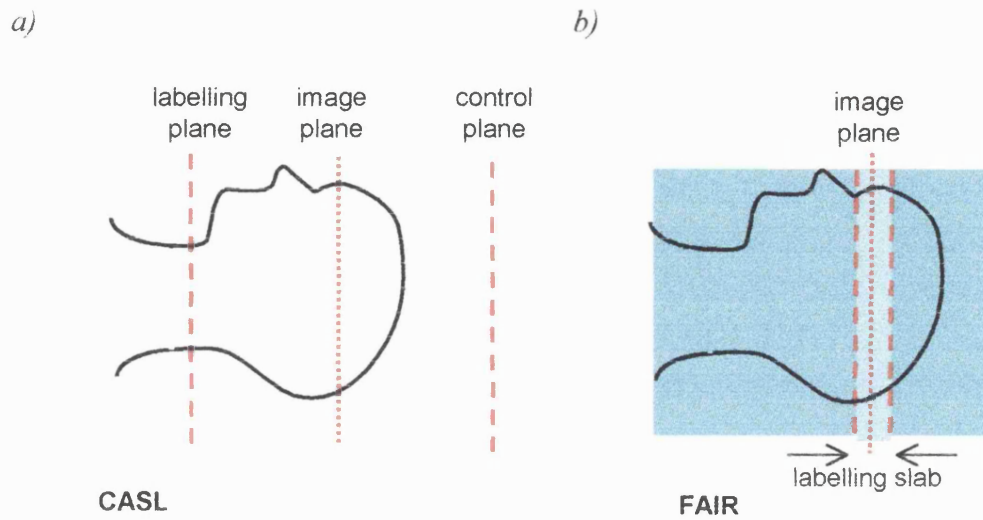 a)
b)
labelling
plane
image
plane
control
plane
image
plane
labelling slab
CASL
FAIR